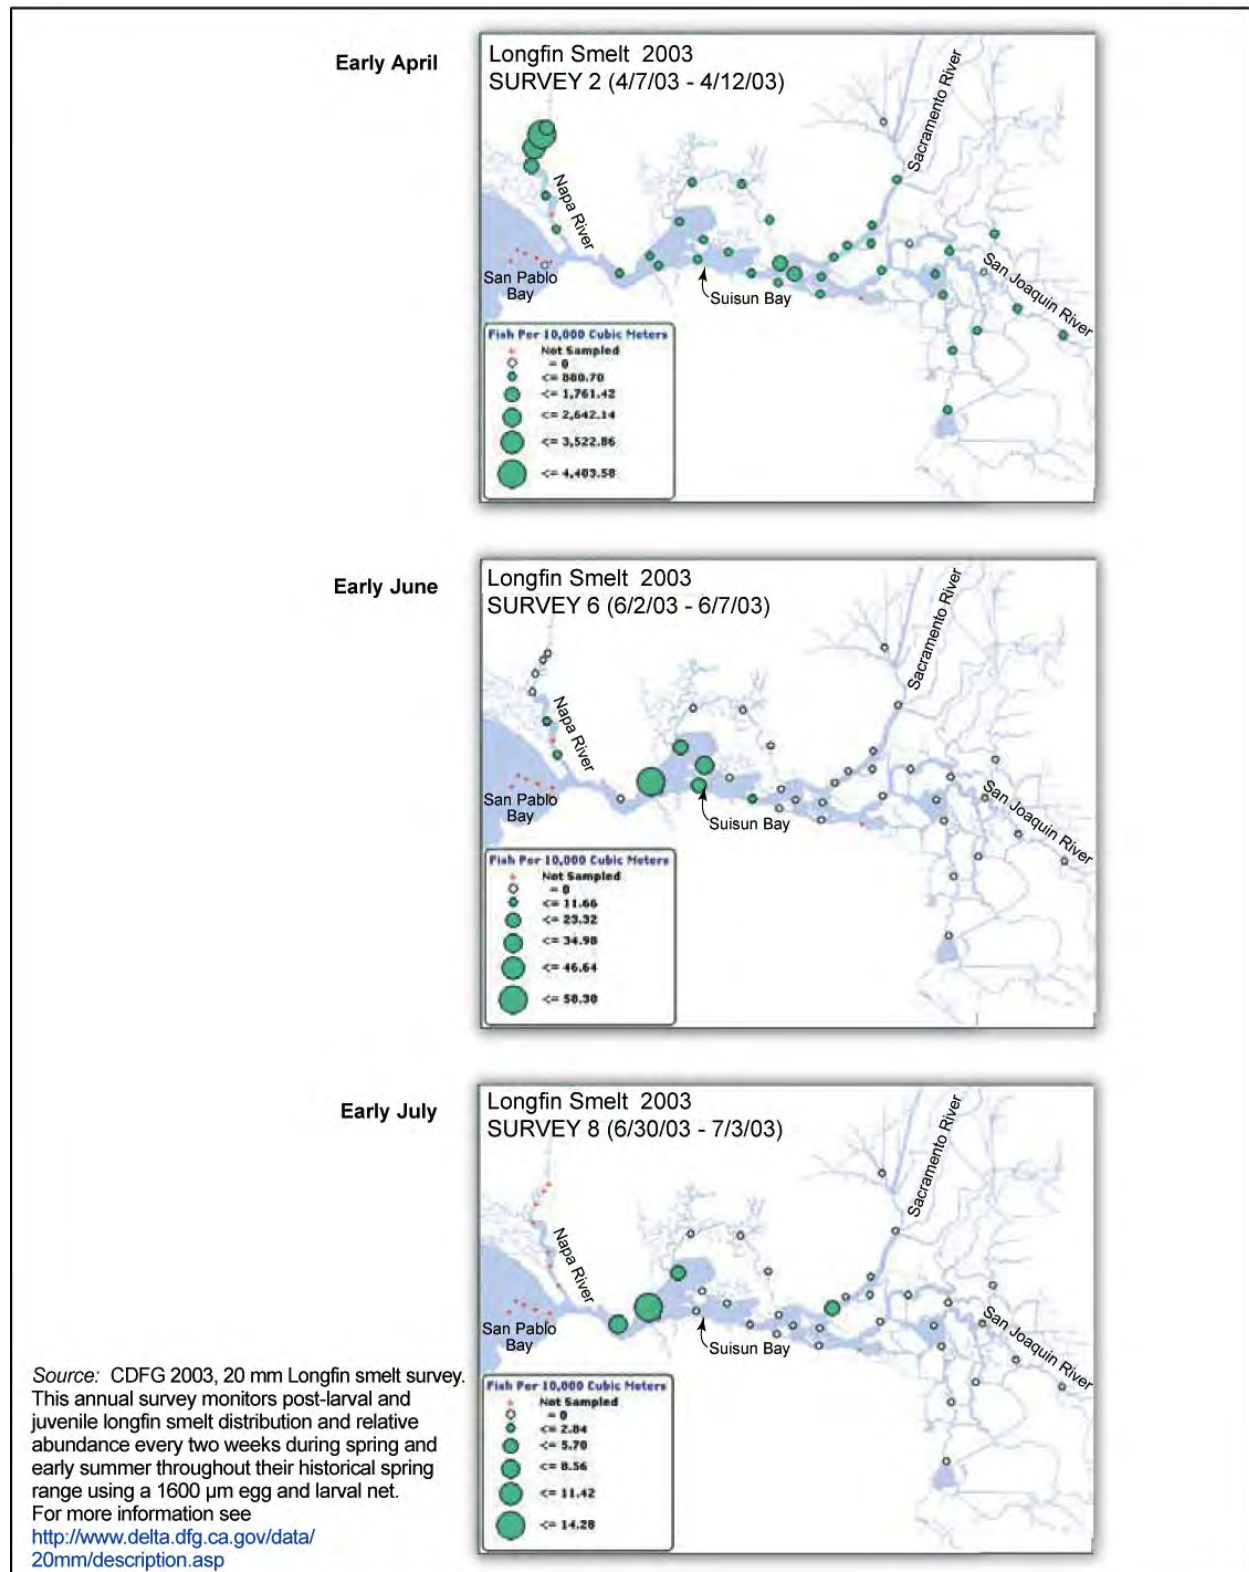 Early April
Longfin Smelt 2003
SURVEY 2 (4/7/03 - 4/12/03)
Sacramento River
Napa River
San Pablo
Bay
Suisun Bay
San Joaquin River
Fish Per 10,000 Cubic Meters
Not Sampled
= 0
<= 880.70
<= 1,761.42
<= 2,642.14
<= 3,522.86
<= 4,403.58
Early June
Longfin Smelt 2003
SURVEY 6 (6/2/03 - 6/7/03)
Sacramento River
Napa River
San Pablo
Bay
Suisun Bay
San Joaquin River
Fish Per 10,000 Cubic Meters
Not Sampled
= 0
<= 11.66
<= 23.32
<= 34.98
<= 46.64
<= 58.30
Early July
Longfin Smelt 2003
SURVEY 8 (6/30/03 - 7/3/03)
Sacramento River
Napa River
San Pablo
Bay
Suisun Bay
San Joaquin River
Fish Per 10,000 Cubic Meters
Not Sampled
= 0
<= 2.84
<= 5.70
<= 8.56
<= 11.42
<= 14.28
Source: CDFG 2003, 20 mm Longfin smelt survey.
This annual survey monitors post-larval and
juvenile longfin smelt distribution and relative
abundance every two weeks during spring and
early summer throughout their historical spring
range using a 1600 μm egg and larval net.
For more information see
http://www.delta.dfg.ca.gov/data/
20mm/description.asp